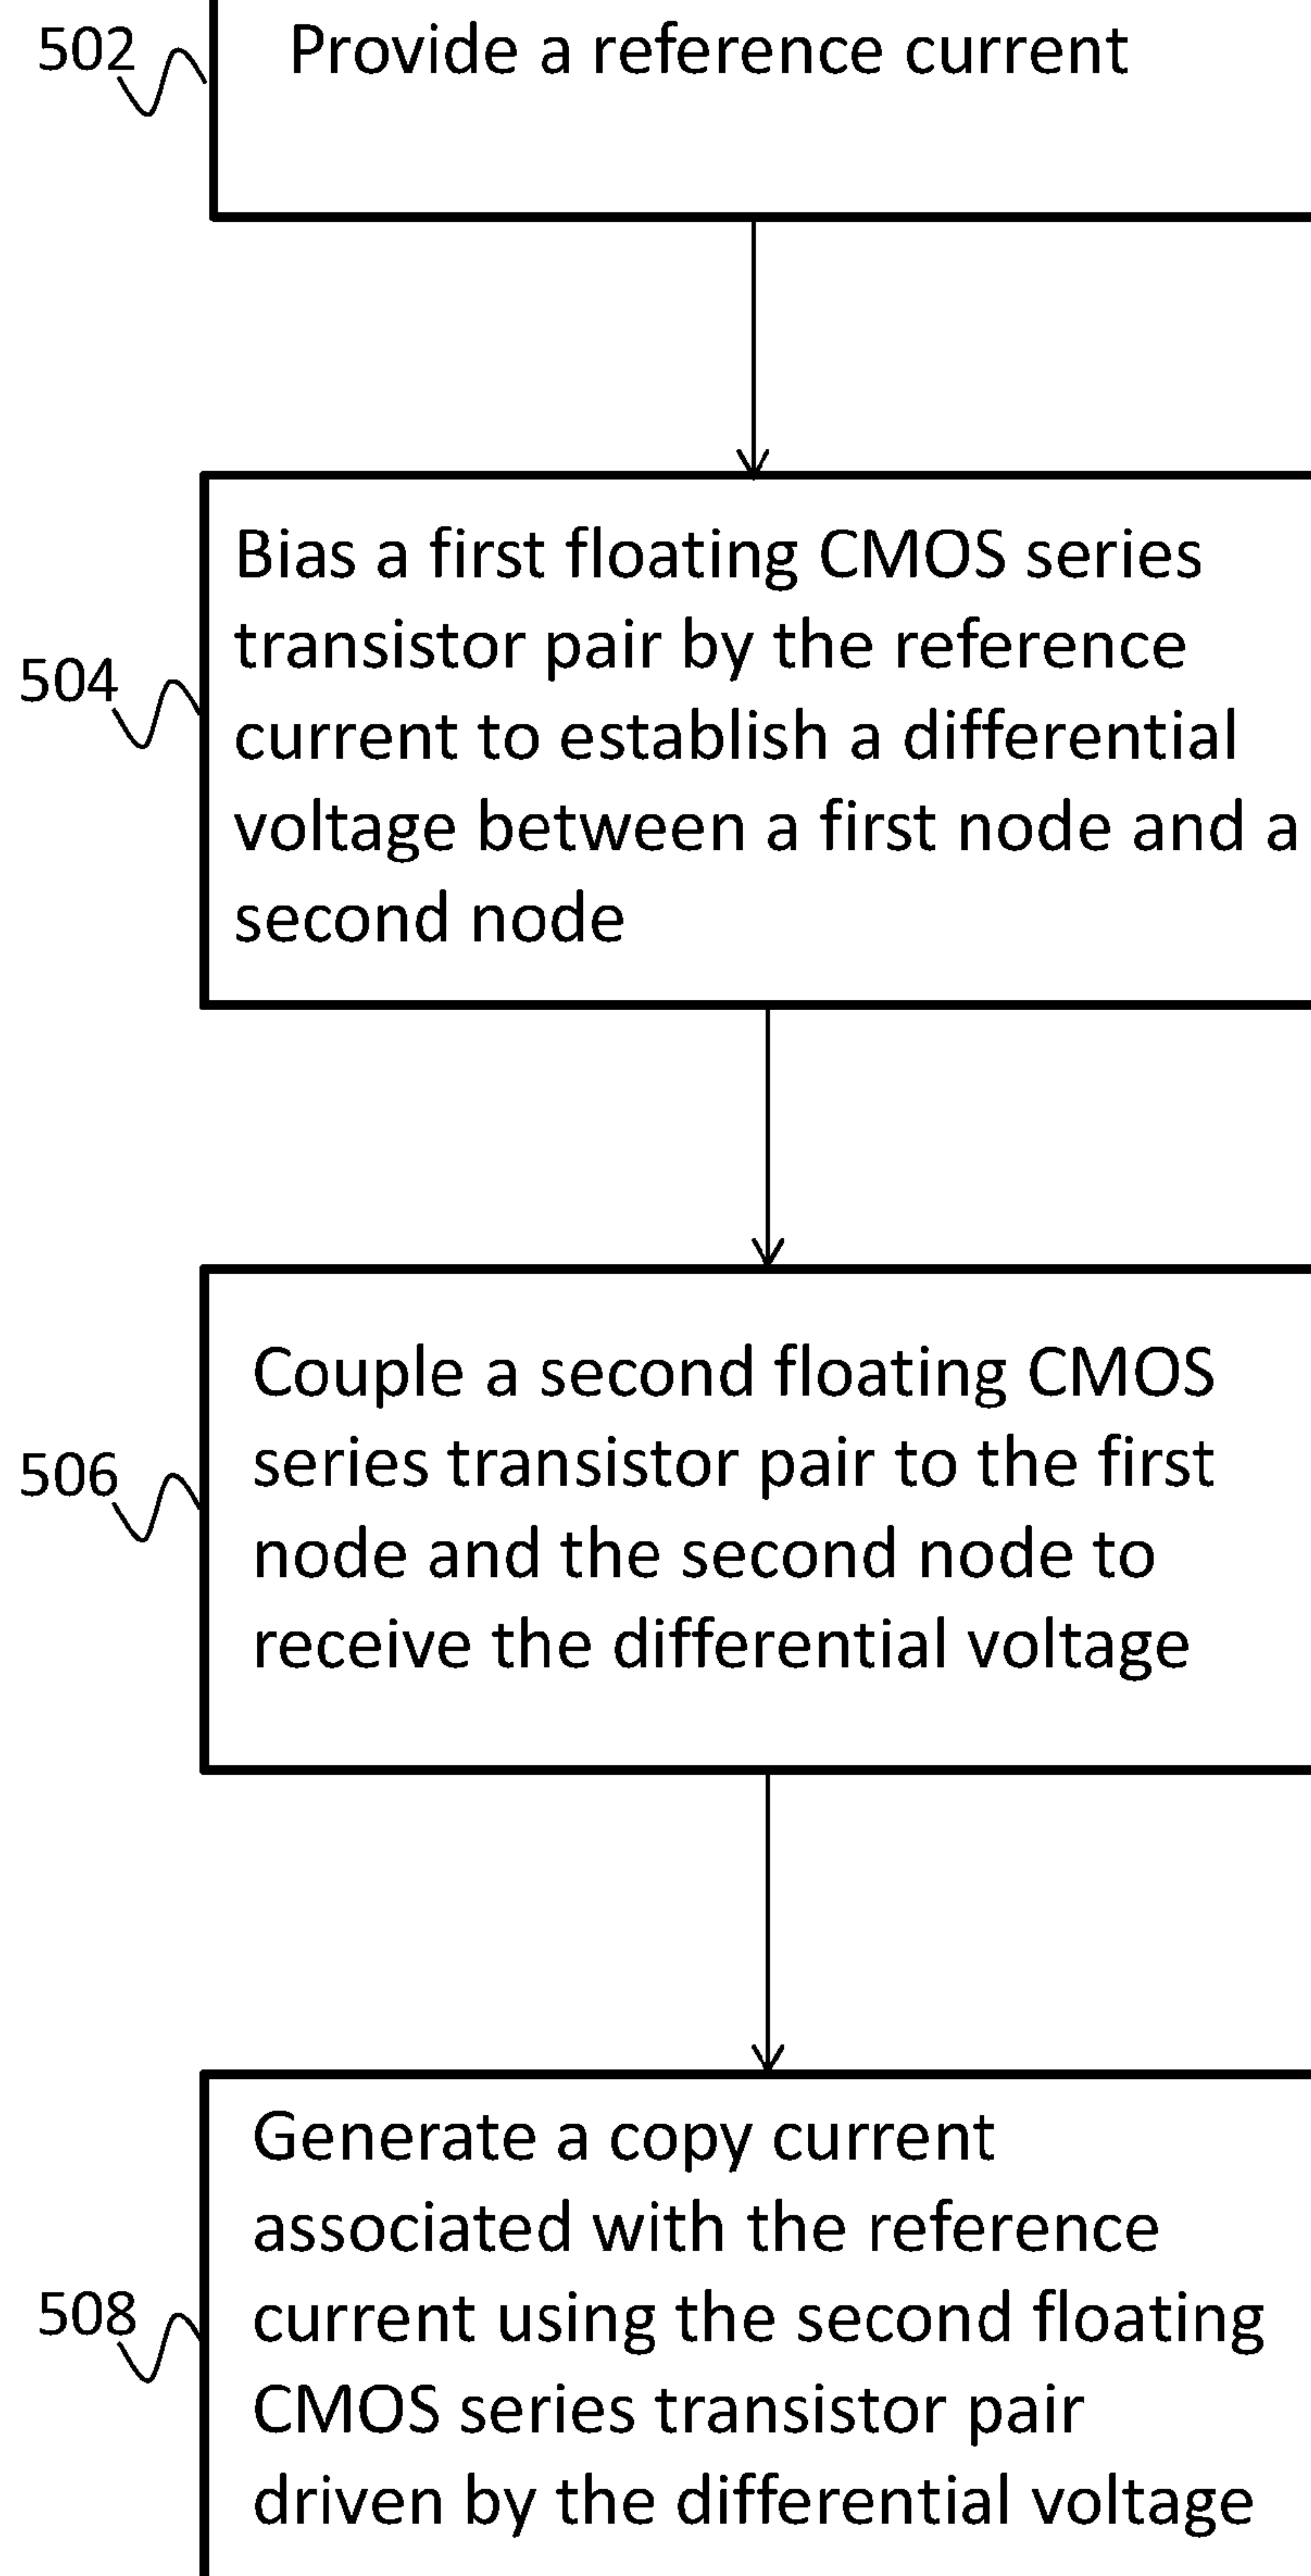 502
Provide a reference current
504
Bias a first floating CMOS series
transistor pair by the reference
current to establish a differential
voltage between a first node and a
second node
506
Couple a second floating CMOS
series transistor pair to the first
node and the second node to
receive the differential voltage
508
Generate a copy current
associated with the reference
current using the second floating
CMOS series transistor pair
driven by the differential voltage